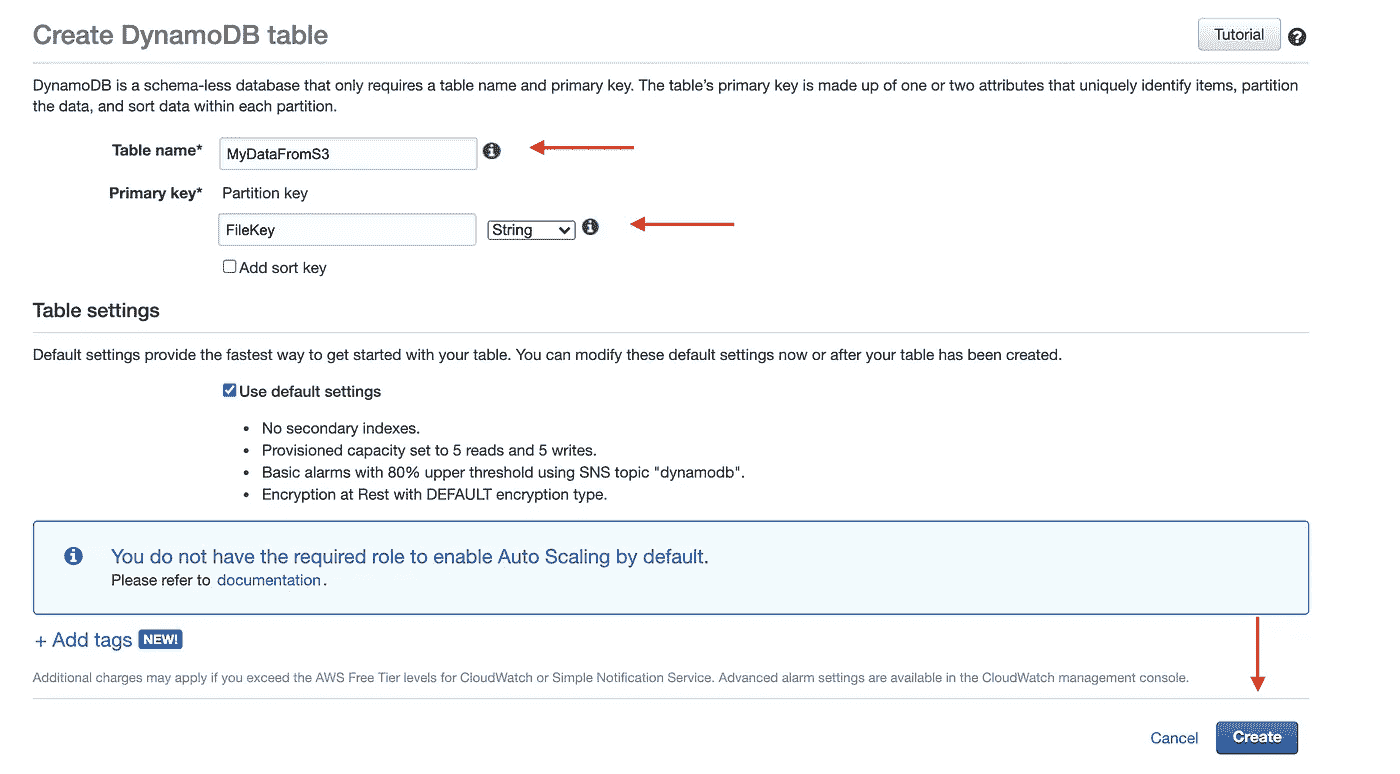 Create DynamoDB table
Tutorial
DynamoDB is a schema-less database that only requires a table name and primary key. The table's primary key is made up of one or two attributes that uniquely identify items, partition
the data, and sort data within each partition.
Table name* MyDataFromS3
Primary key* Partition key
FileKey String
Add sort key
Table settings
Default settings provide the fastest way to get started with your table. You can modify these default settings now or after your table has been created.
Use default settings
• No secondary indexes.
• Provisioned capacity set to 5 reads and 5 writes.
• Basic alarms with 80% upper threshold using SNS topic "dynamodb".
• Encryption at Rest with DEFAULT encryption type.
You do not have the required role to enable Auto Scaling by default.
Please refer to documentation.
+ Add tags NEW!
Additional charges may apply if you exceed the AWS Free Tier levels for CloudWatch or Simple Notification Service. Advanced alarm settings are available in the CloudWatch management console.
Cancel Create